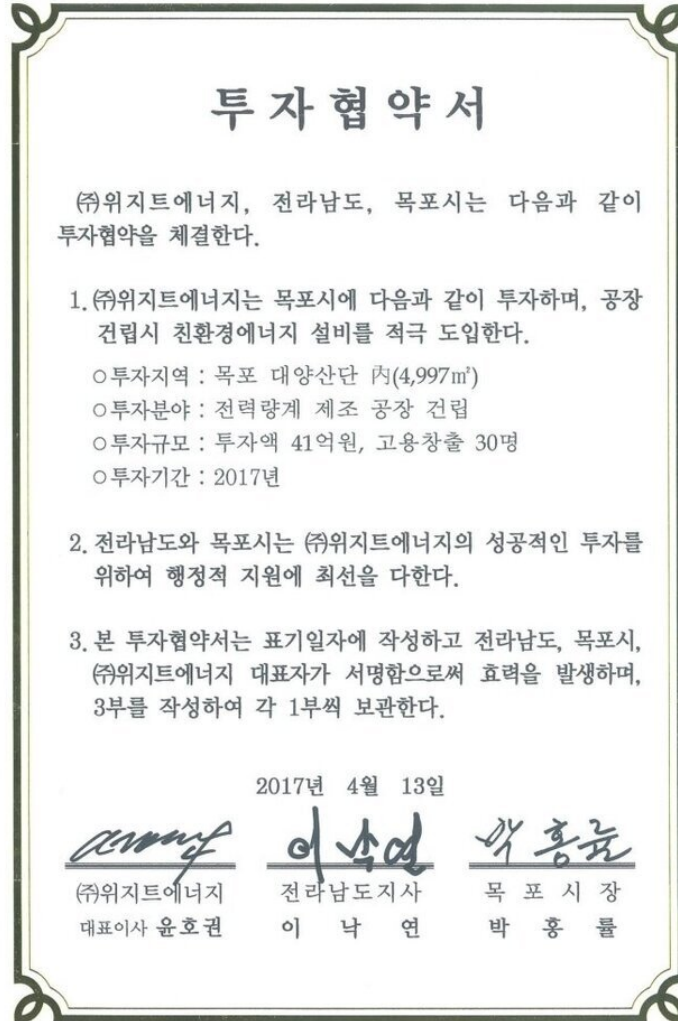 투자협약서
㈜위지트에너지, 전라남도, 목포시는 다음과 같이
투자협약을 체결한다.
1. ㈜위지트에너지는 목포시에 다음과 같이 투자하며, 공장
건립시 친환경에너지 설비를 적극 도입한다.
○투자지역 : 목포 대양산단 內(4,997㎡)
○투자분야 : 전력량계 제조 공장 건립
○투자규모 : 투자액 41억원, 고용창출 30명
○투자기간 : 2017년
2. 전라남도와 목포시는 ㈜위지트에너지의 성공적인 투자를
위하여 행정적 지원에 최선을 다한다.
3. 본 투자협약서는 표기일자에 작성하고 전라남도, 목포시,
㈜위지트에너지 대표자가 서명함으로써 효력을 발생하며,
3부를 작성하여 각 1부씩 보관한다.
2017년 4월 13일
이낙연 박홍률
㈜위지트에너지 전라남도지사 목 포 시 장
대표이사 윤호권 이 낙 연 박 홍 률